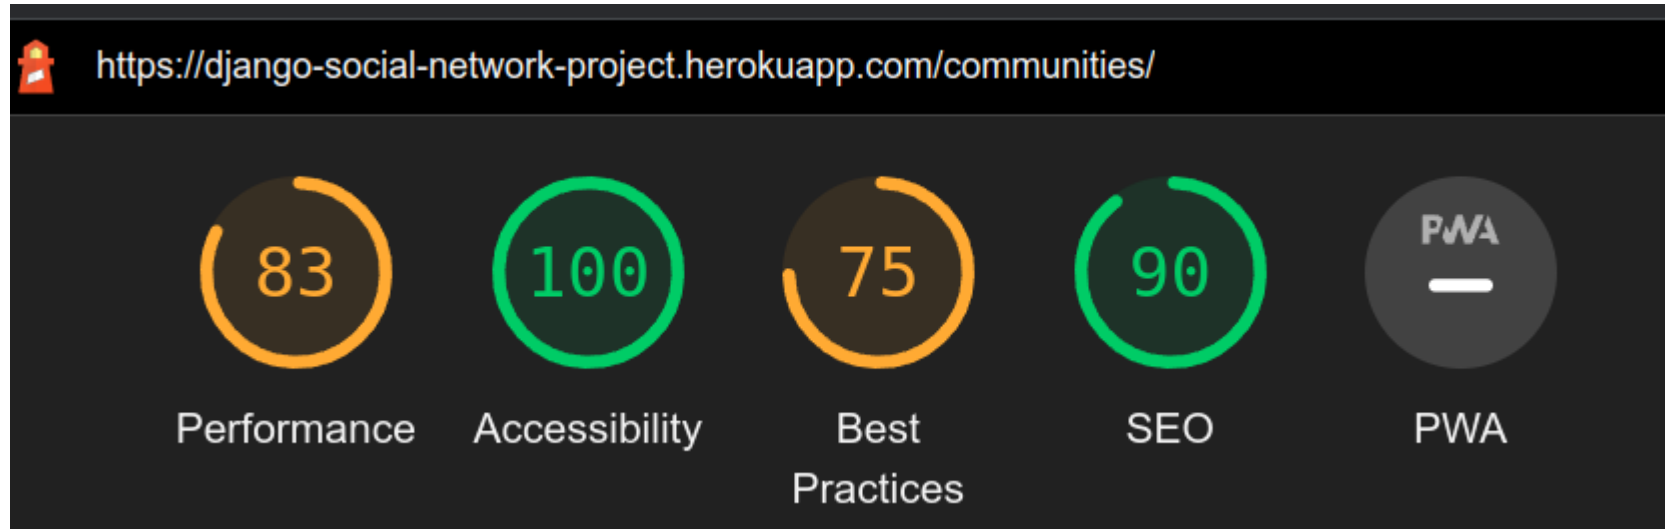 https://django-social-network-project.herokuapp.com/communities/
83
100
75
90
PWA
Performance
Accessibility
Best
Practices
SEO
PWA